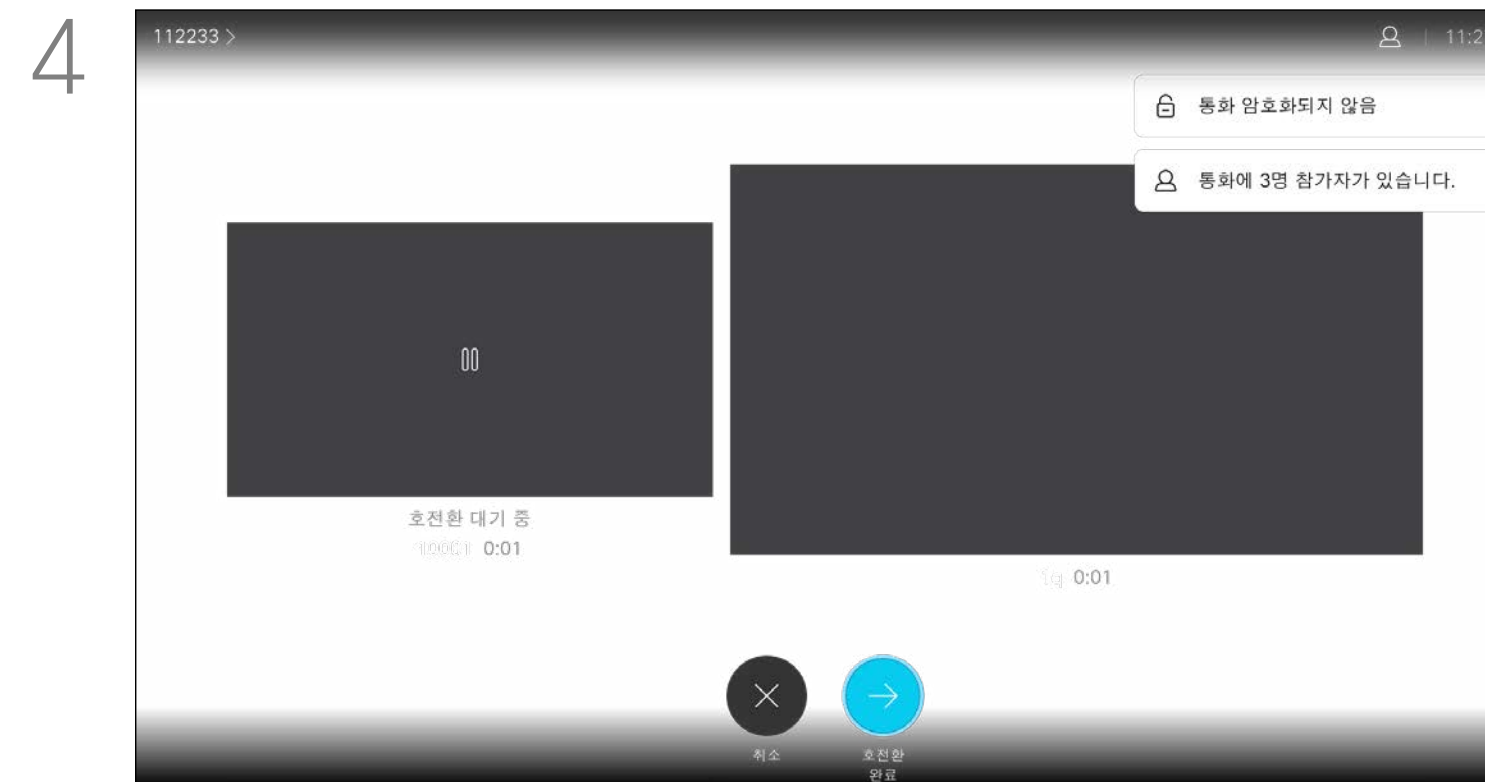 4
112233 >
11:2
통화 암호화되지 않음
통화에 3명 참가자가 있습니다.
호전환 대기 중
0:01
0:01
취소
호전환
완료